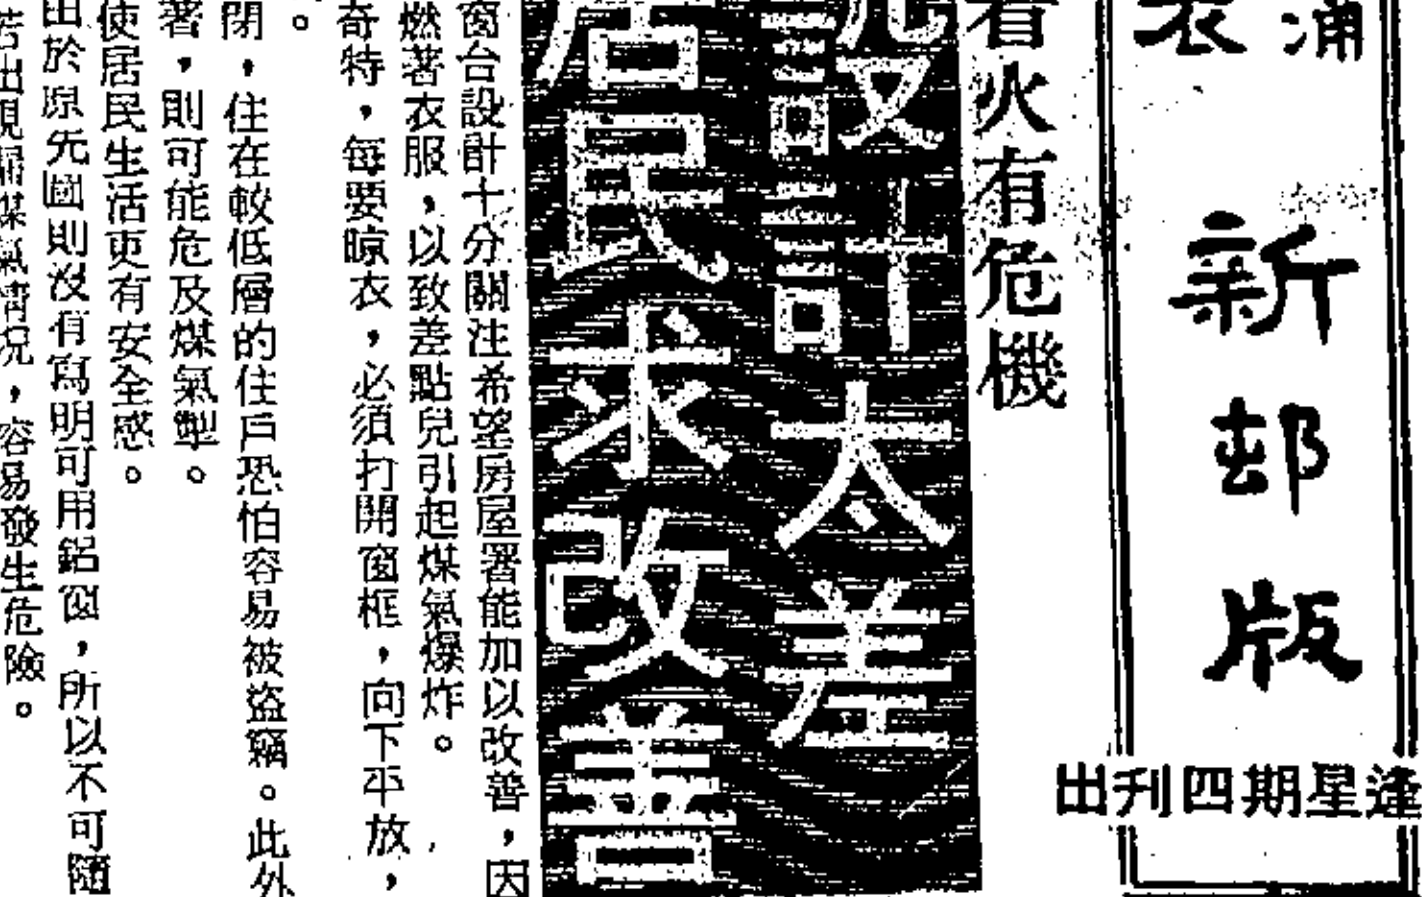 新邨版
逢星期四刊出
着火有危機
設計太差
居民求改善
窗台設計十分關注希望房屋署能加以改善，因
燃著衣服，以致差點兒引起煤氣爆炸。
奇特，每要晾衣，必須打開窗框，向下平放，
。
閉，住在較低層的住戶恐怕容易被盜竊。此外
著，則可能危及煤氣掣。
使居民生活更有安全感。
由於原先圖則沒有寫明可用鋁窗，所以不可隨
若出現漏煤氣情況，容易發生危險。